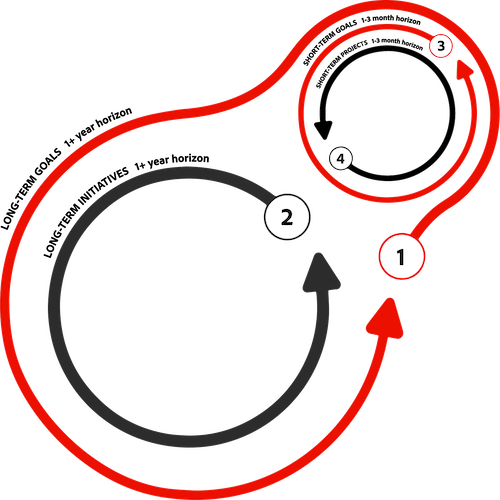 SHORT-TERM GOALS 1-3 month horizon
3
SHORT-TERM PROJECTS 1-3 month horizon
4
LONG-TERM GOALS 1+ year horizon
LONG-TERM INITIATIVES 1+ year horizon
2
1